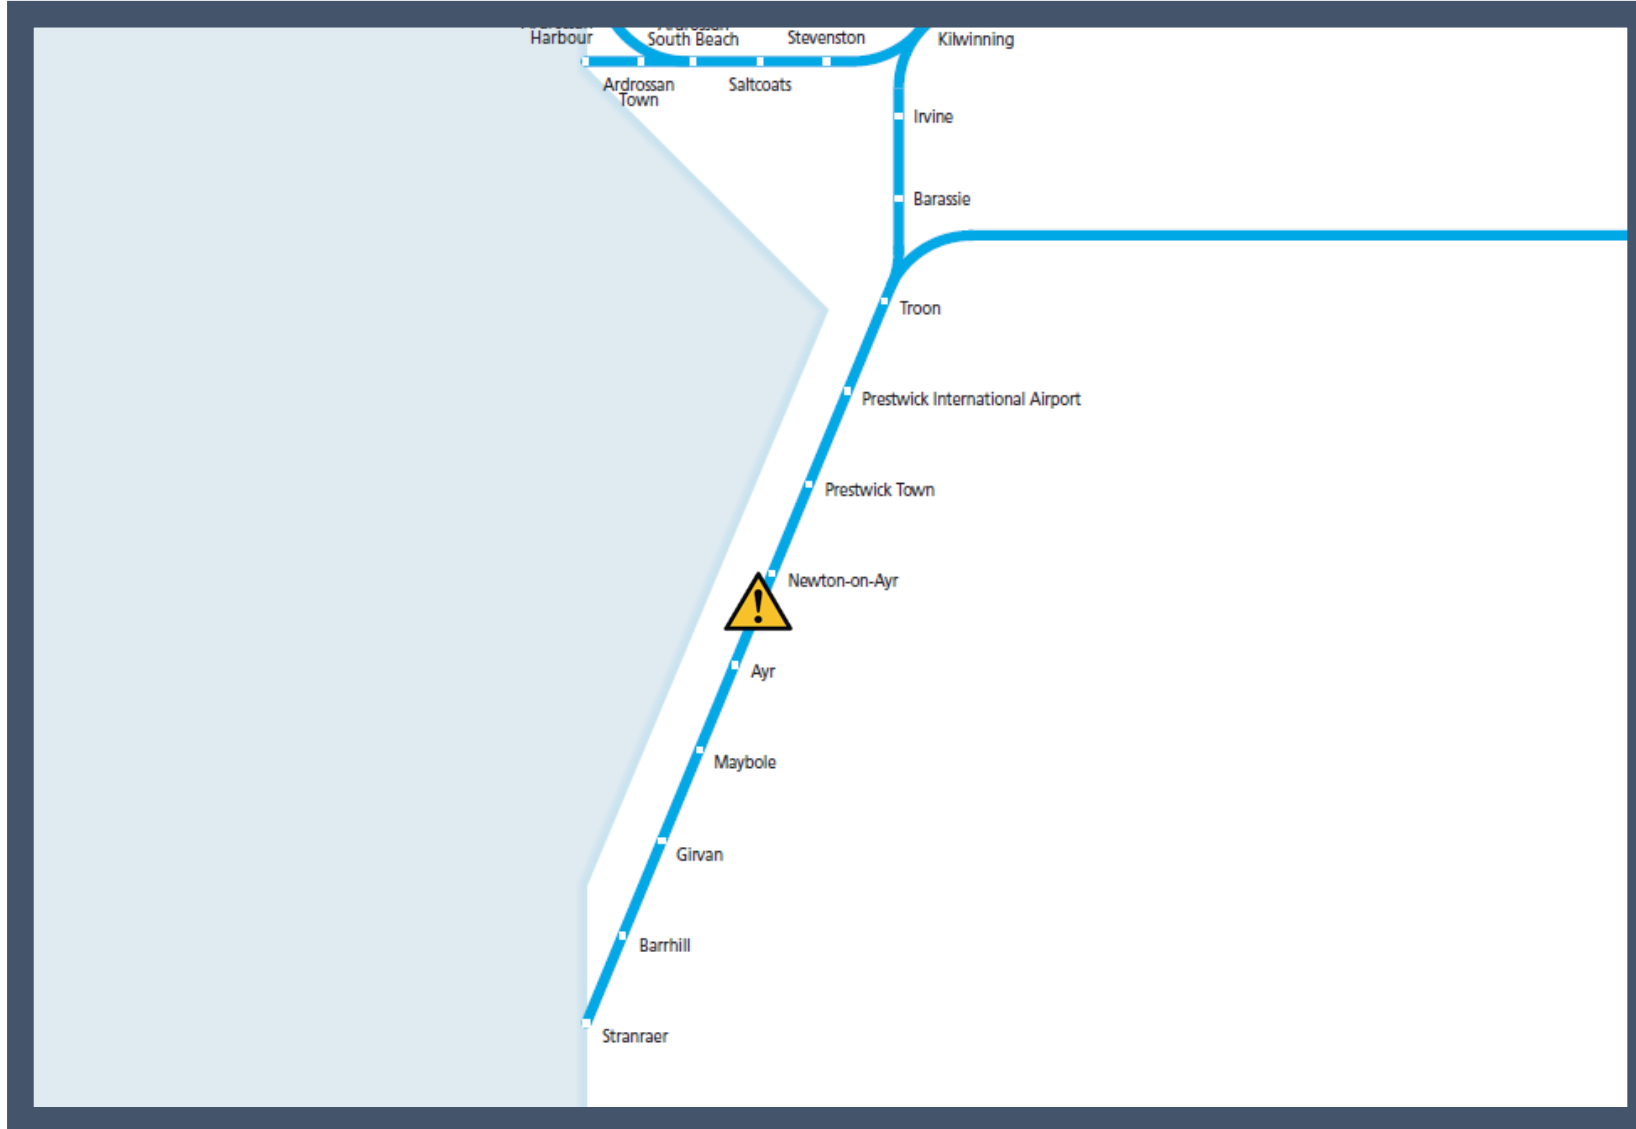 Harbour
South Beach
Stevenston
Kilwinning
Ardrossan
Town
Saltcoats
Irvine
Barassie
Troon
Prestwick International Airport
Prestwick Town
Newton-on-Ayr
!
Ayr
Maybole
Girvan
Barrhill
Stranraer